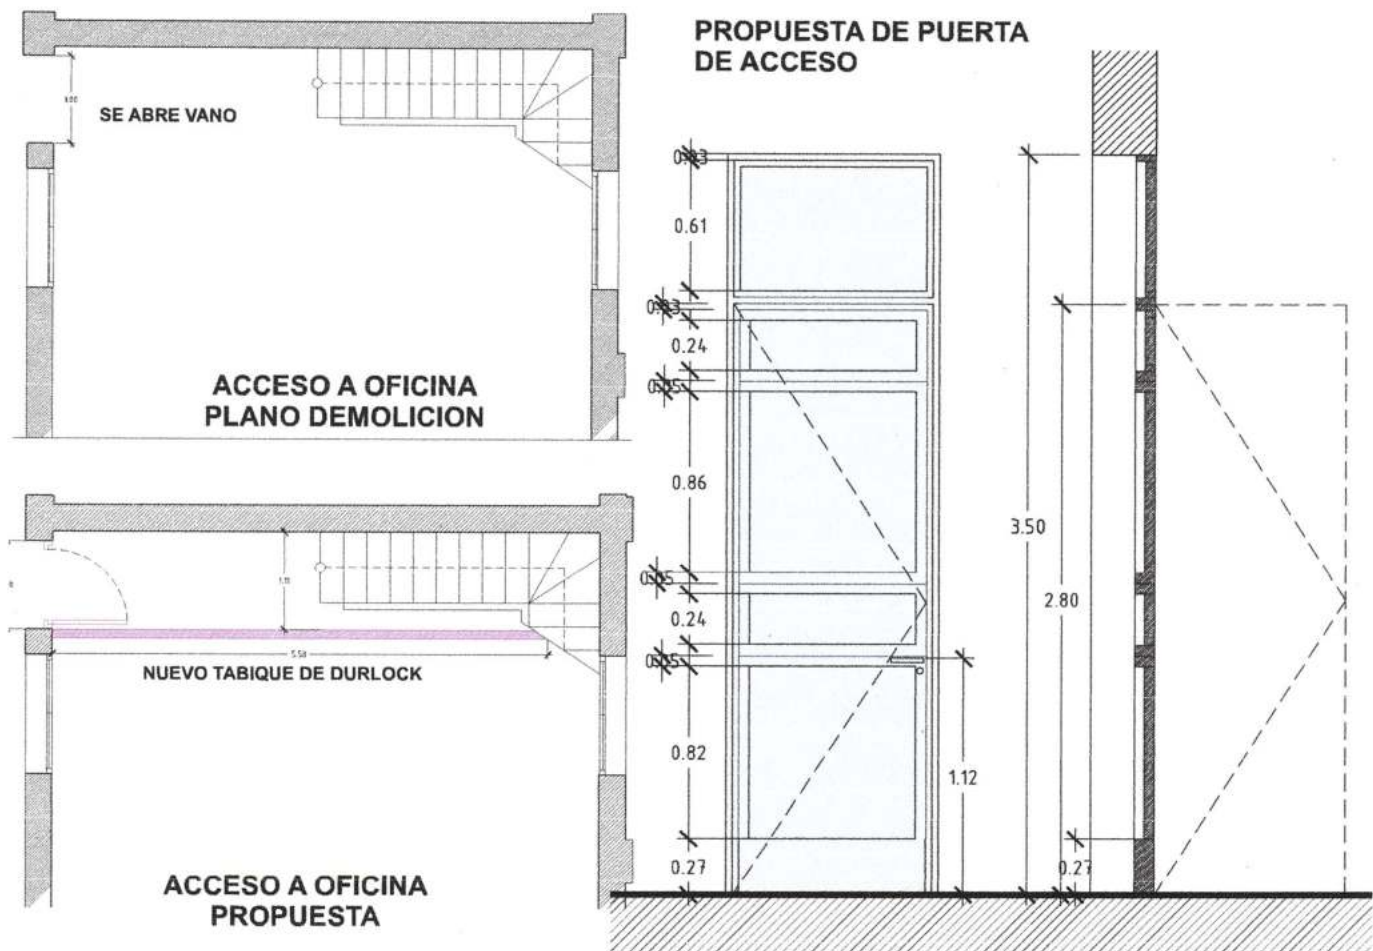 PROPUESTA DE PUERTA
DE ACCESO
SE ABRE VANO
ACCESO A OFICINA
PLANO DEMOLICION
NUEVO TABIQUE DE DURLOCK
5.50
ACCESO A OFICINA
PROPUESTA
0.61
0.24
0.86
0.24
0.82
0.27
1.12
3.50
2.80
0.27